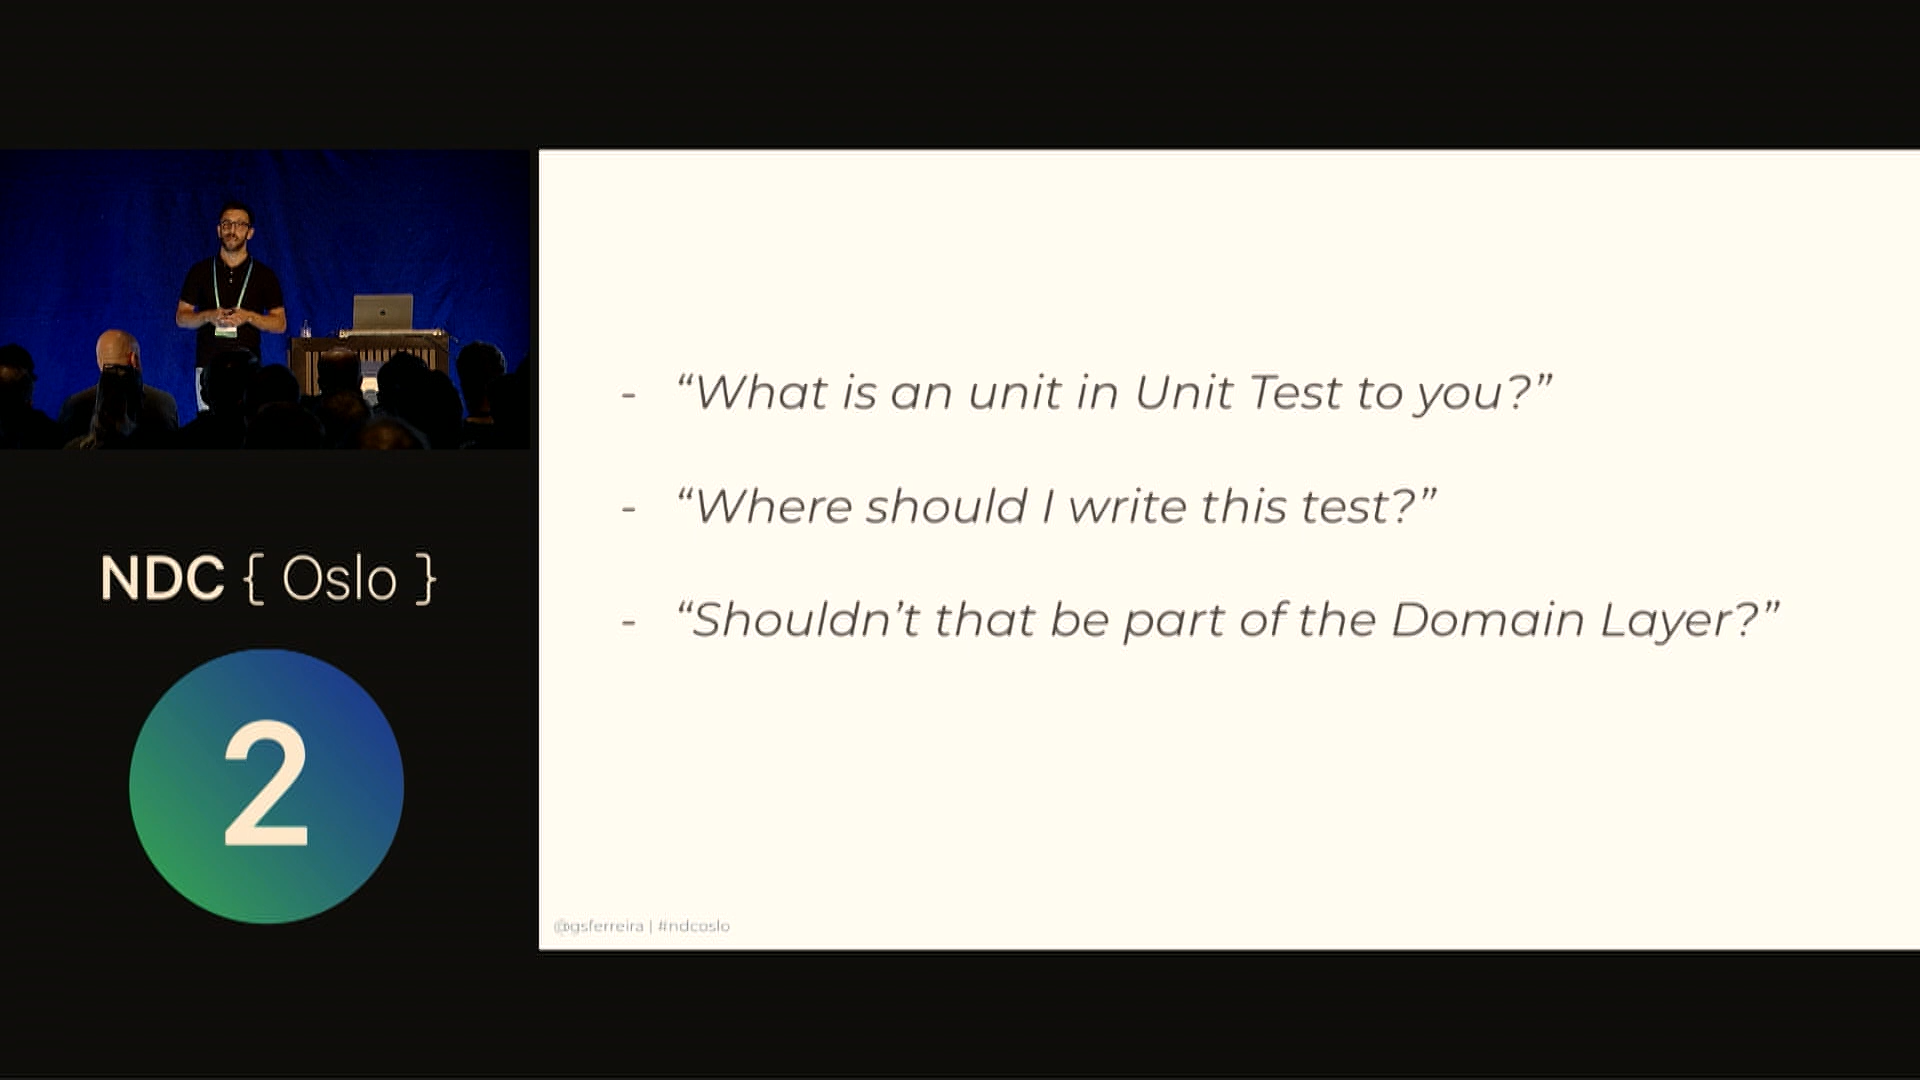 - “What is an unit in Unit Test to you?”
- “Where should I write this test?”
- “Shouldn’t that be part of the Domain Layer?”
NDC { Oslo }
2
@gsferreira | #ndcoslo